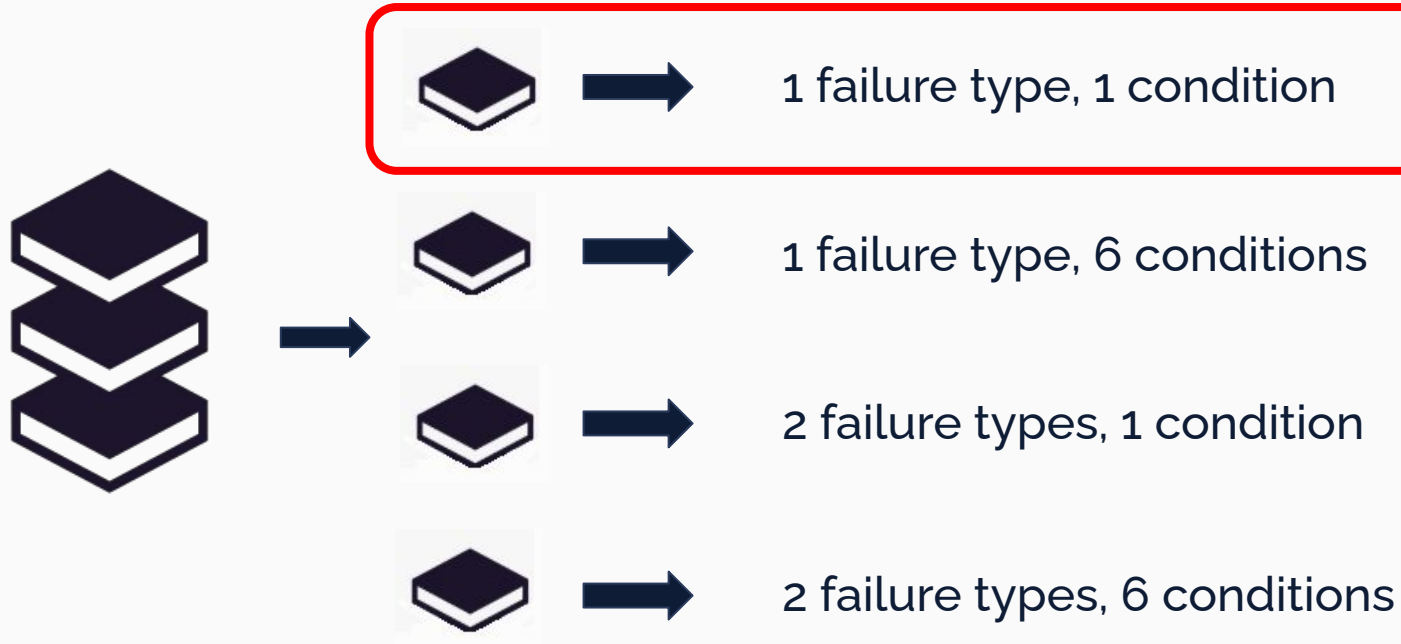 1 failure type, 1 condition
1 failure type, 6 conditions
2 failure types, 1 condition
2 failure types, 6 conditions